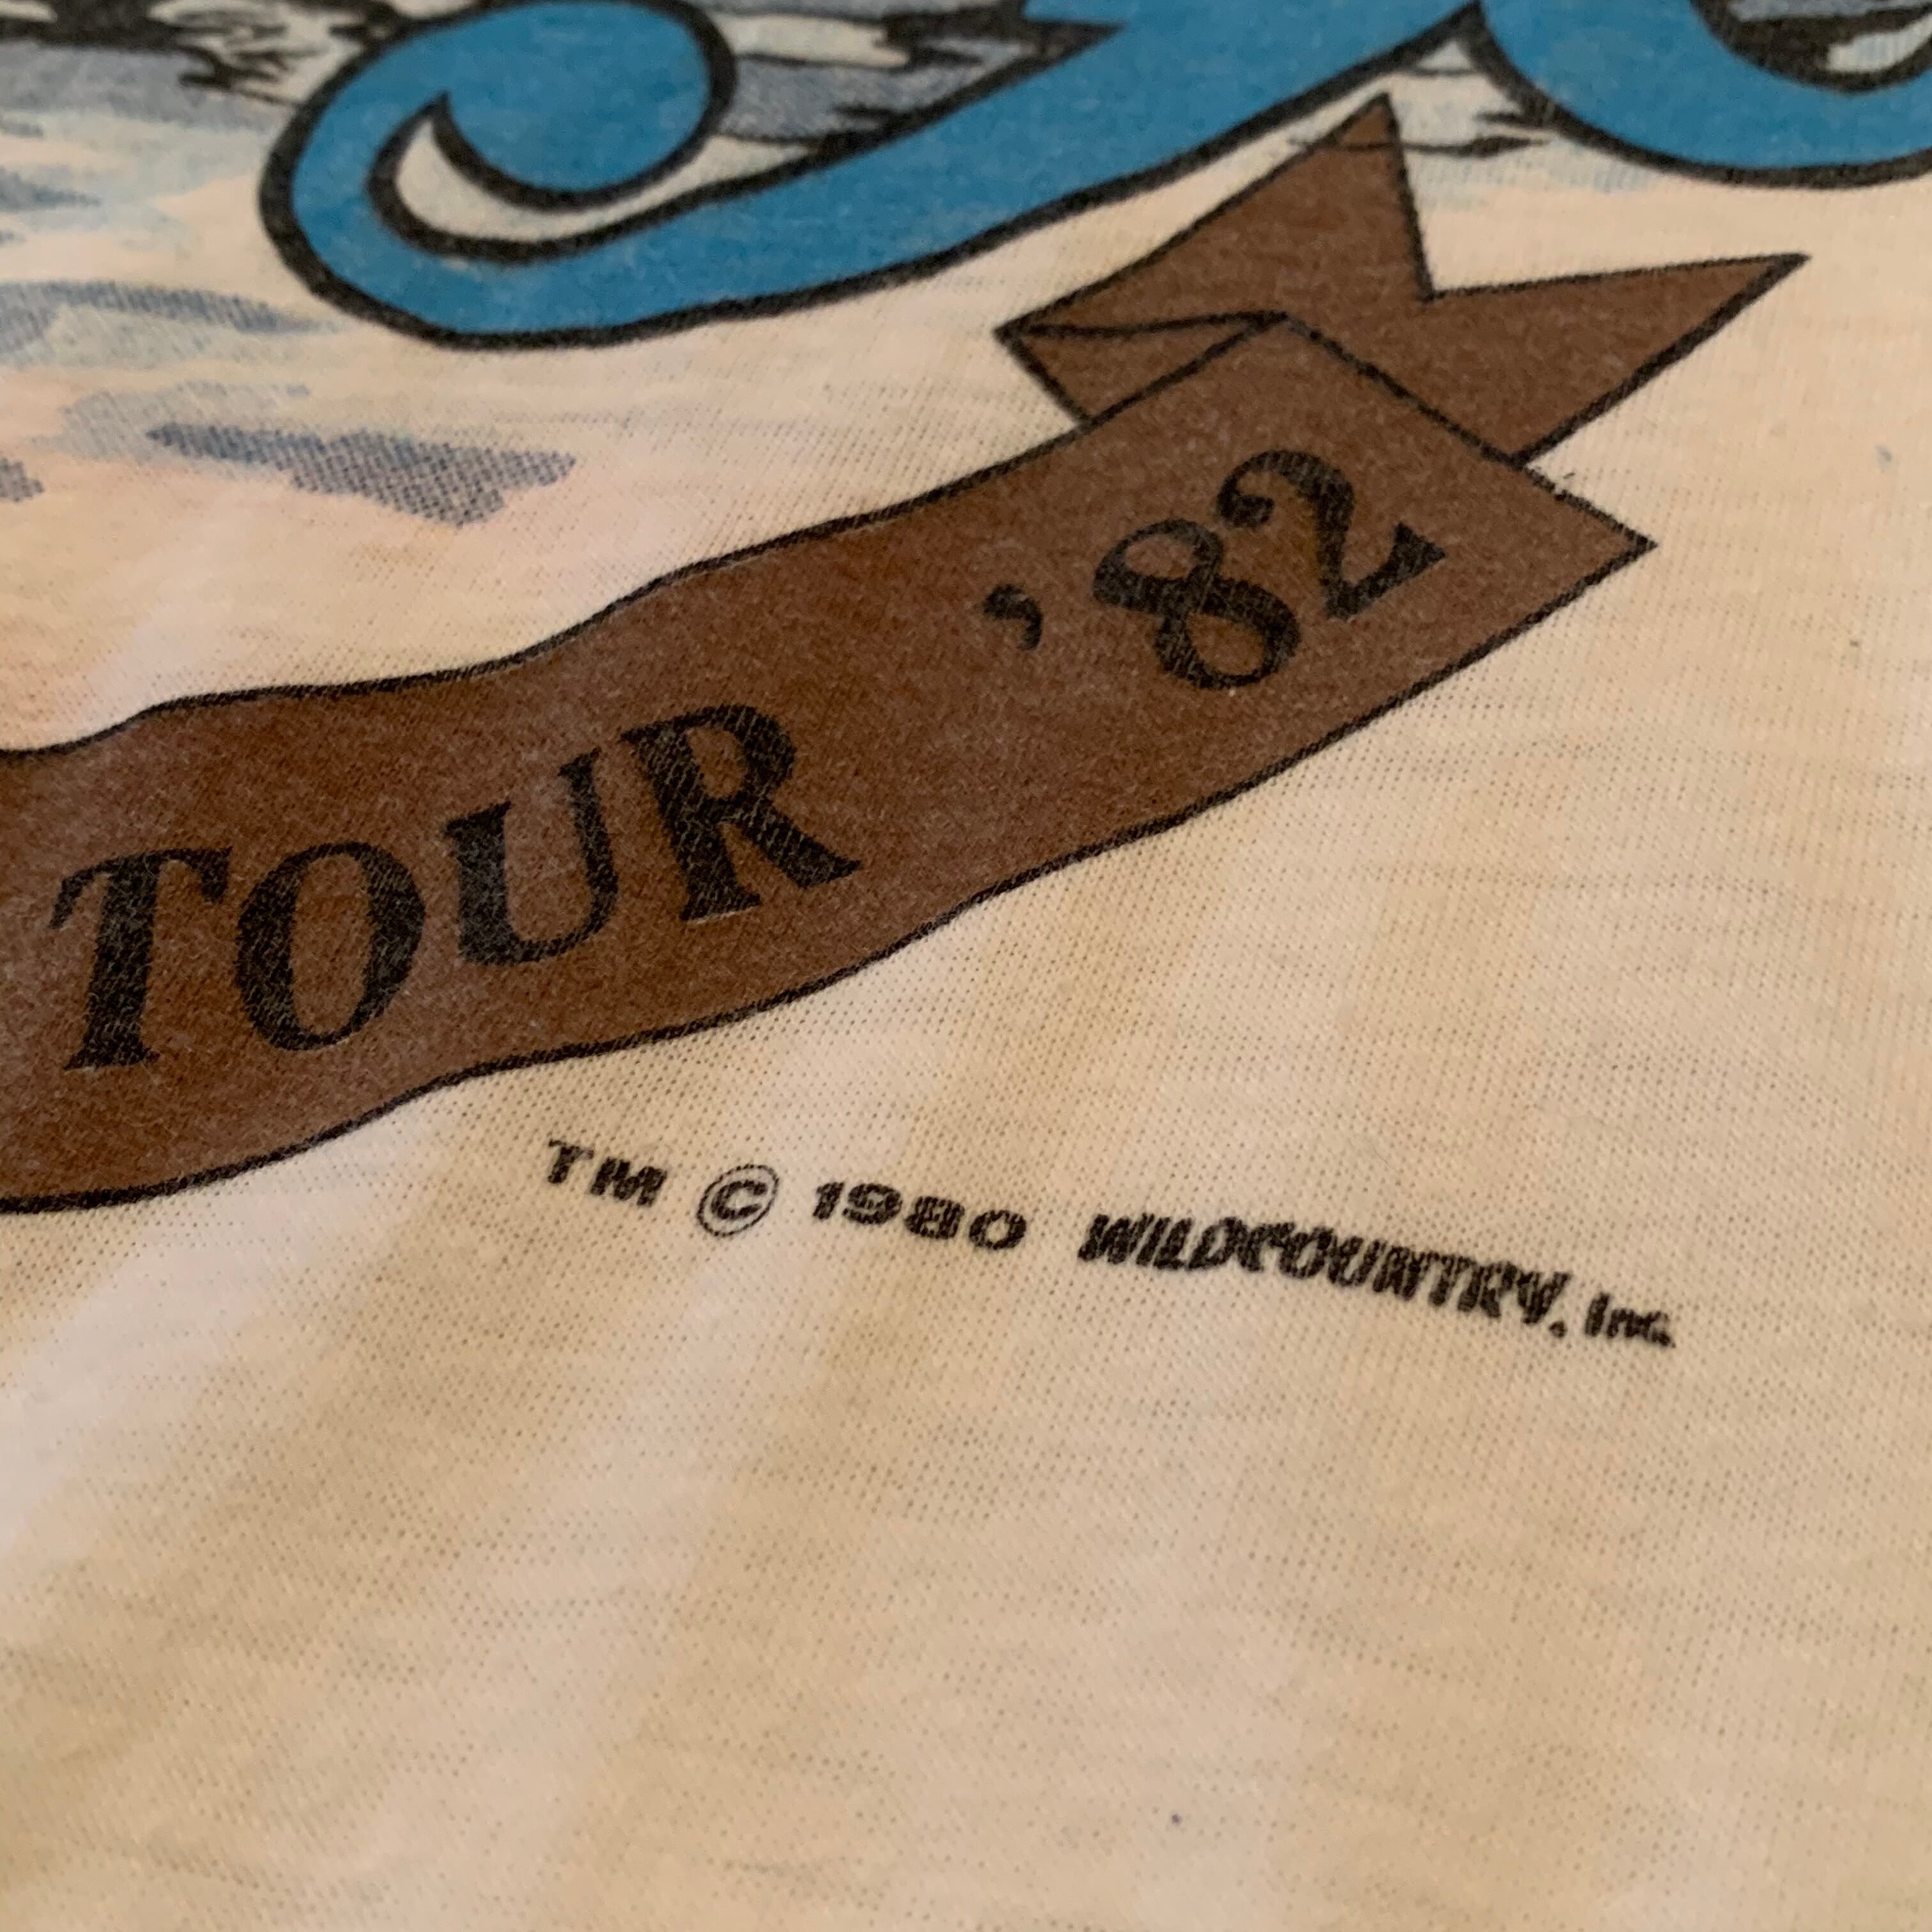 TOUR '82
TM © 1980 WILDCOUNTRY, Inc.